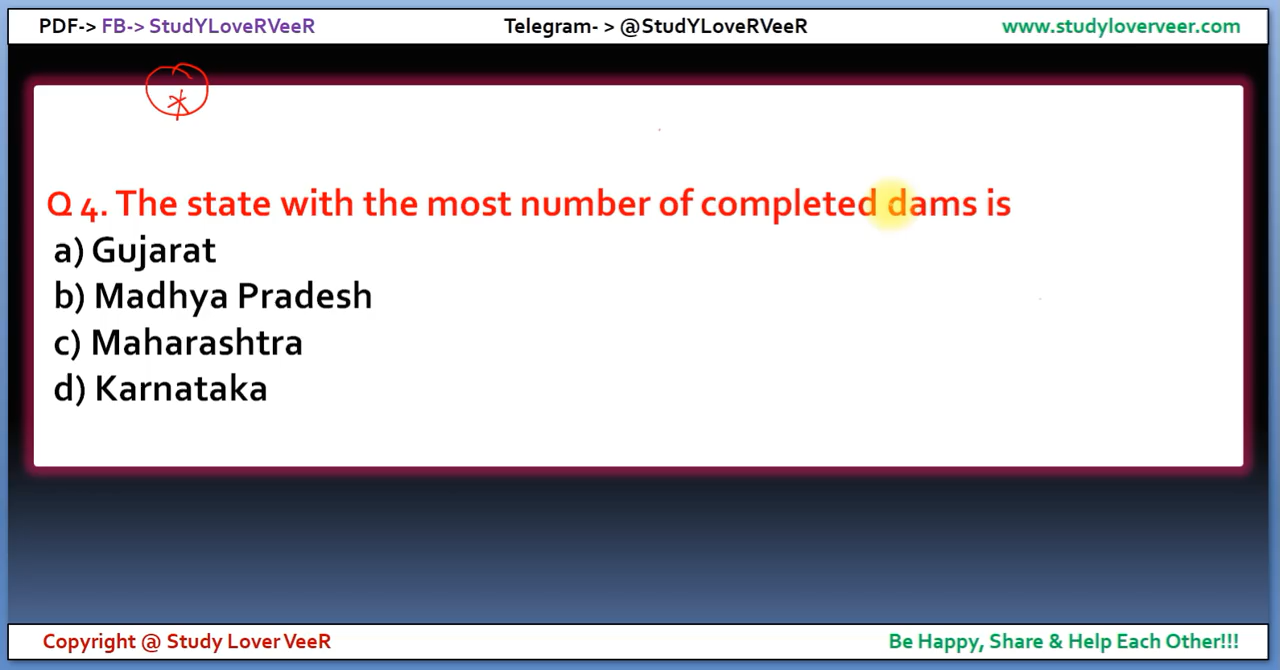 PDF-> FB-> StudYLoveRVeeR Telegram- > @StudYLoveRVeeR www.studyloverveer.com
Q 4. The state with the most number of completed dams is
a) Gujarat
b) Madhya Pradesh
c) Maharashtra
d) Karnataka
Copyright @ Study Lover VeeR Be Happy, Share & Help Each Other!!!